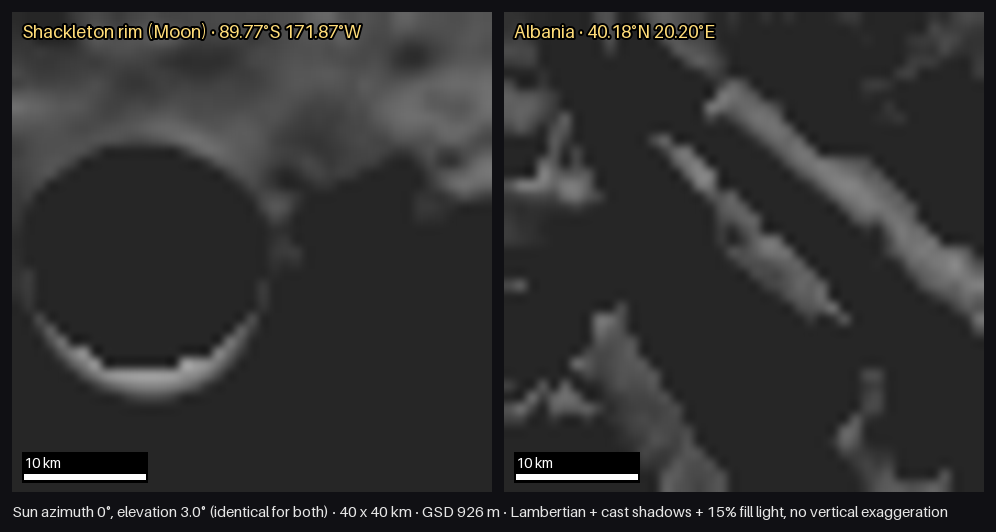 Shackleton rim (Moon) · 89.77°S 171.87°W
Albania · 40.18°N 20.20°E
10 km
10 km
Sun azimuth 0°, elevation 3.0° (identical for both) · 40 x 40 km · GSD 926 m · Lambertian + cast shadows + 15% fill light, no vertical exaggeration